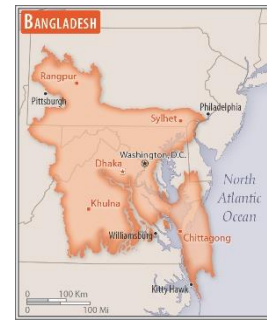 BANGLADESH
Rangpur
Pittsburgh
Philadelphia
Sylhet
Washington, D.C.
Dhaka
North
Atlantic
Ocean
Khulna
Williamsburg
Chittagong
Kitty Hawk
0 100 Km
0 100 Mi